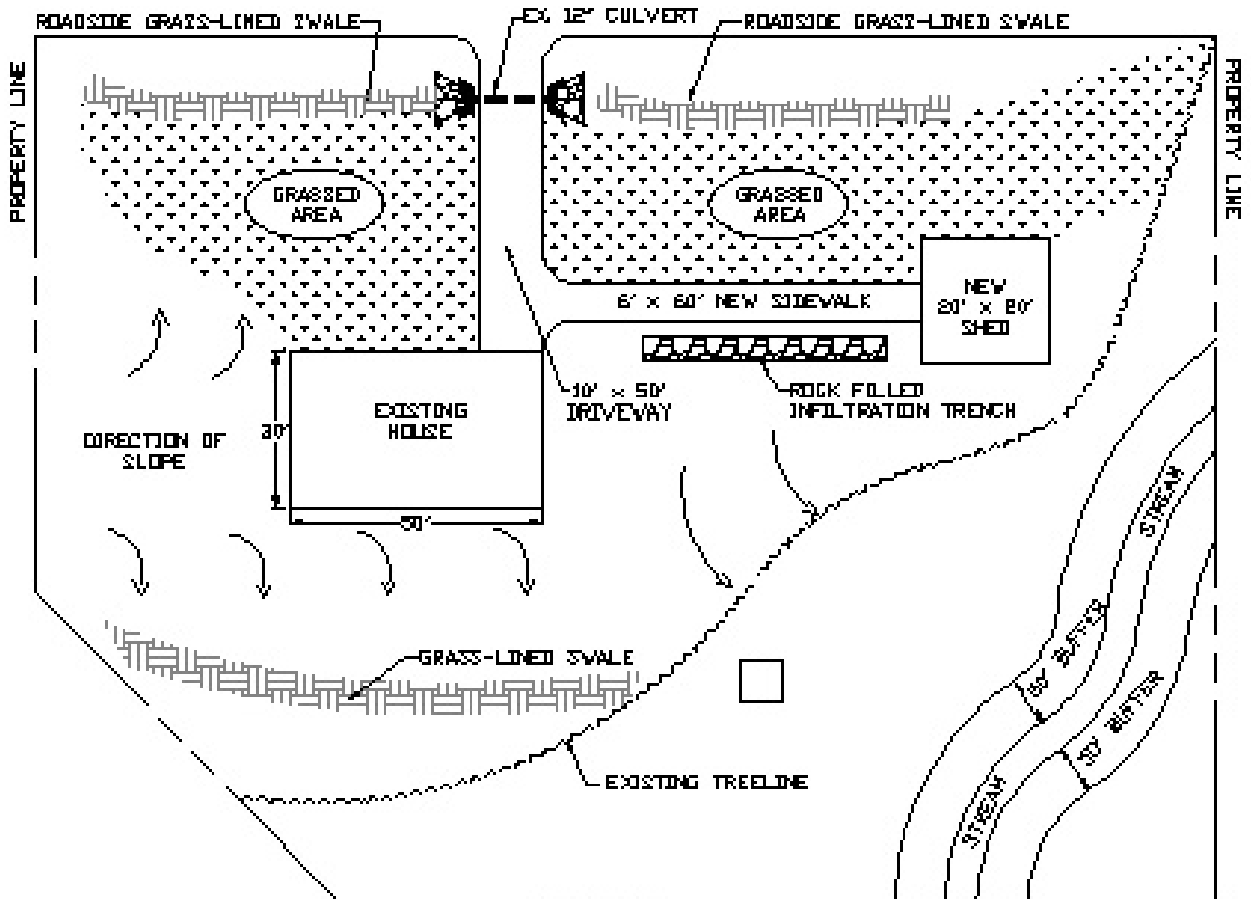 ROADSIDE GRASS-LINED SWALE
EX. 12" CULVERT
ROADSIDE GRASS-LINED SWALE
PROPERTY LINE
PROPERTY LINE
GRASSED
AREA
GRASSED
AREA
6' x 60' NEW SIDEWALK
NEW
20' x 20'
SHED
10' x 50'
DRIVEWAY
ROCK FILLED
INFILTRATION TRENCH
EXISTING
HOUSE
30'
50'
DIRECTION OF
SLOPE
STREAM
GRASS-LINED SWALE
BUFFER
BUFFER
EXISTING TREELINE
STREAM